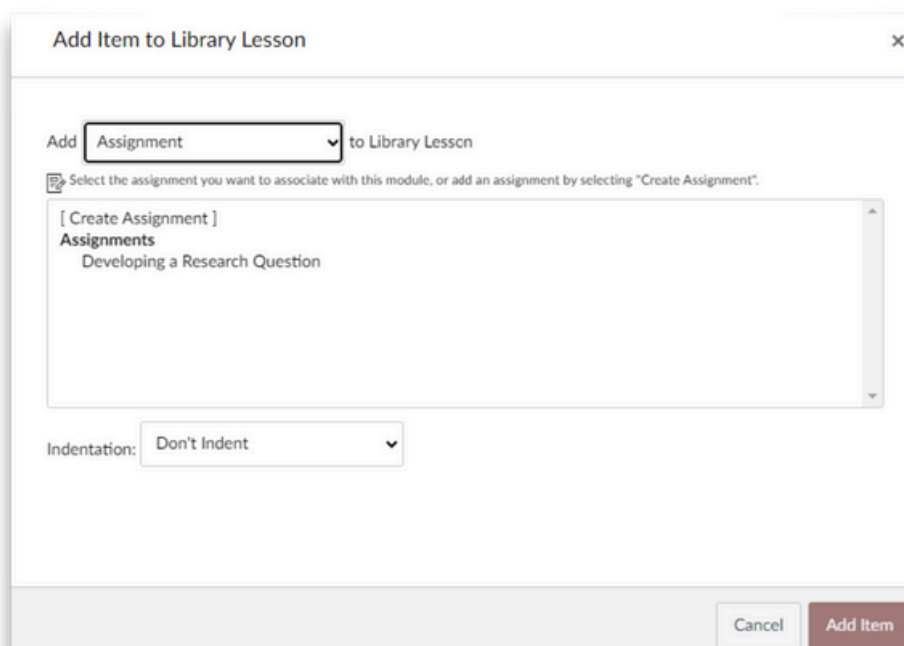 Add Item to Library Lesson
×
Add Assignment to Library Lesson
Select the assignment you want to associate with this module, or add an assignment by selecting "Create Assignment".
[ Create Assignment ]
Assignments
Developing a Research Question
Indentation: Don't Indent
Cancel Add Item